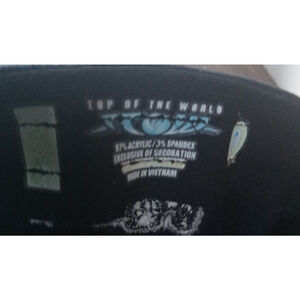 TOP OF THE WORLD
97% ACRYLIC / 3% SPANDEX
EXCLUSIVE OF DECORATION
MADE IN VIETNAM